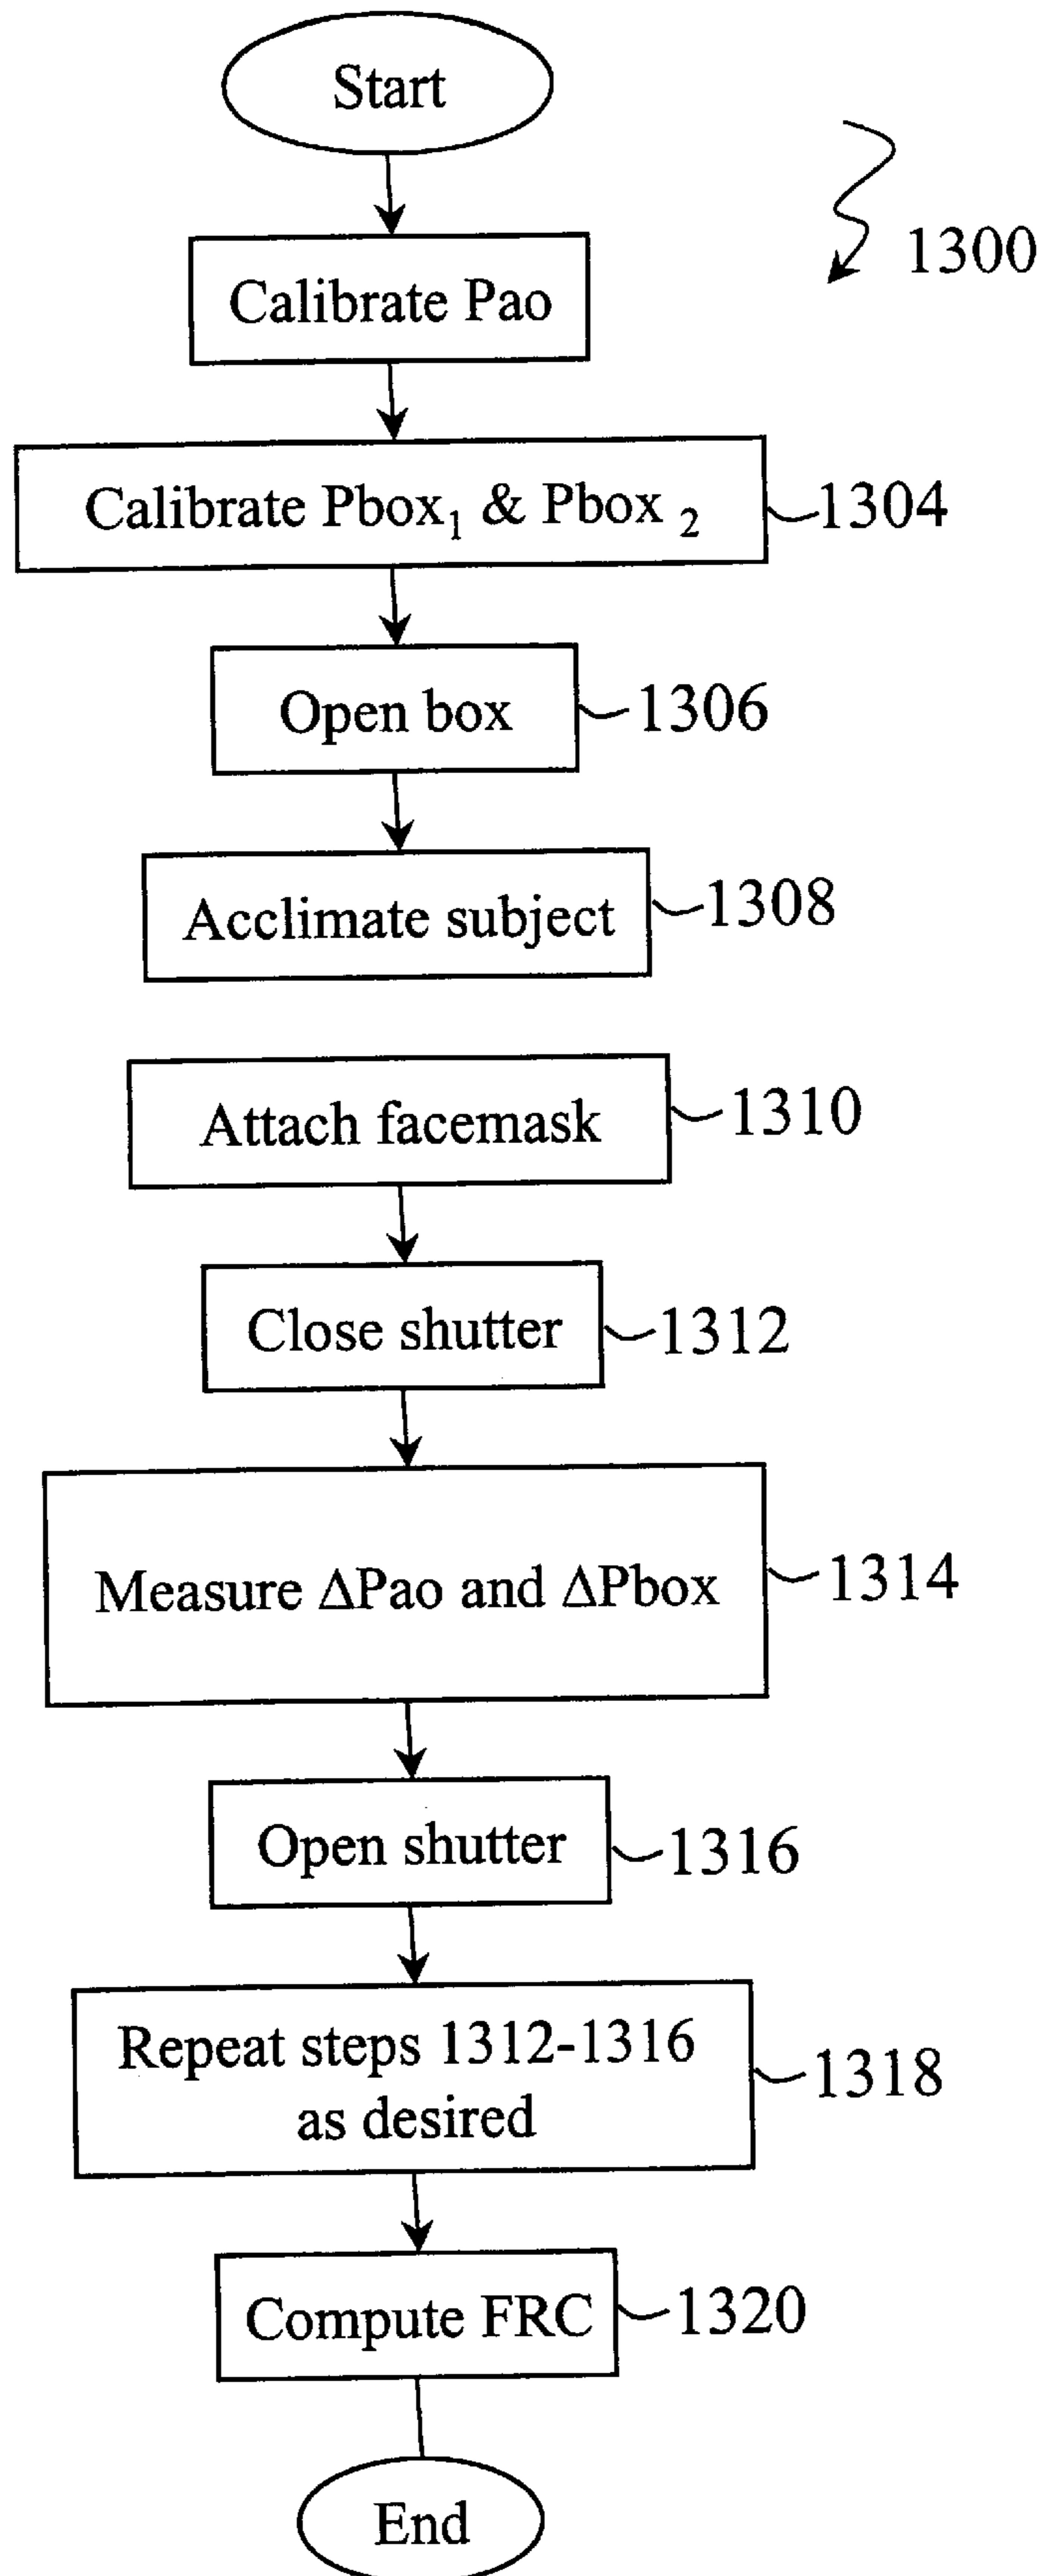 Start
1300
Calibrate Pao
Calibrate Pbox₁ & Pbox ₂
1304
Open box
1306
Acclimate subject
1308
Attach facemask
1310
Close shutter
1312
Measure ΔPao and ΔPbox
1314
Open shutter
1316
Repeat steps 1312-1316
as desired
1318
Compute FRC
1320
End